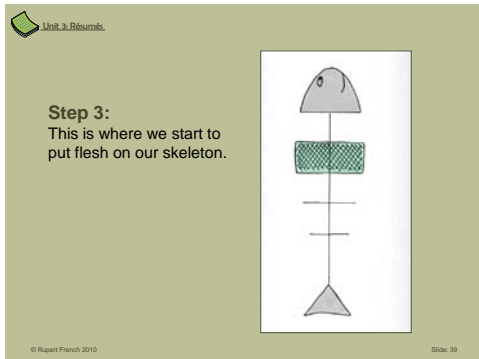 Unit 3: Résumés
Step 3:
This is where we start to
put flesh on our skeleton.
© Rupert French 2010
Slide: 39